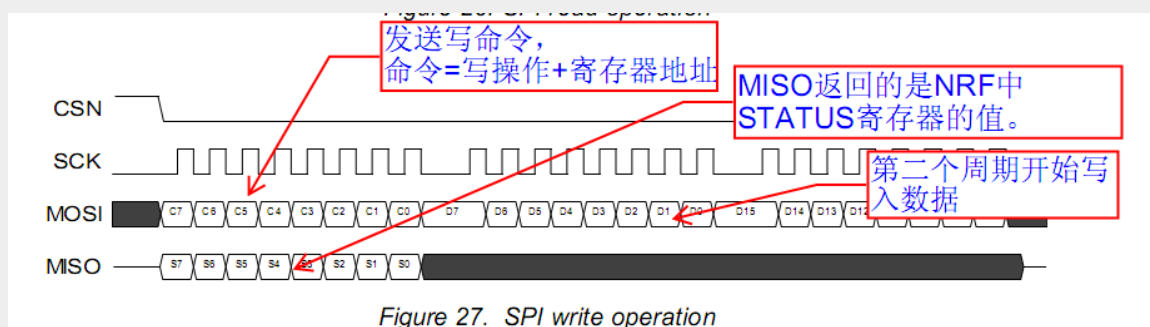 发送写命令，
命令=写操作+寄存器地址
MISO返回的是NRF中
STATUS寄存器的值。
CSN
SCK
第二个周期开始写
入数据
MOSI C7 C6 C5 C4 C3 C2 C1 C0 D7 D6 D5 D4 D3 D2 D1 D0 D15 D14 D13 D12
MISO S7 S6 S5 S4 S3 S2 S1 S0
Figure 27. SPI write operation